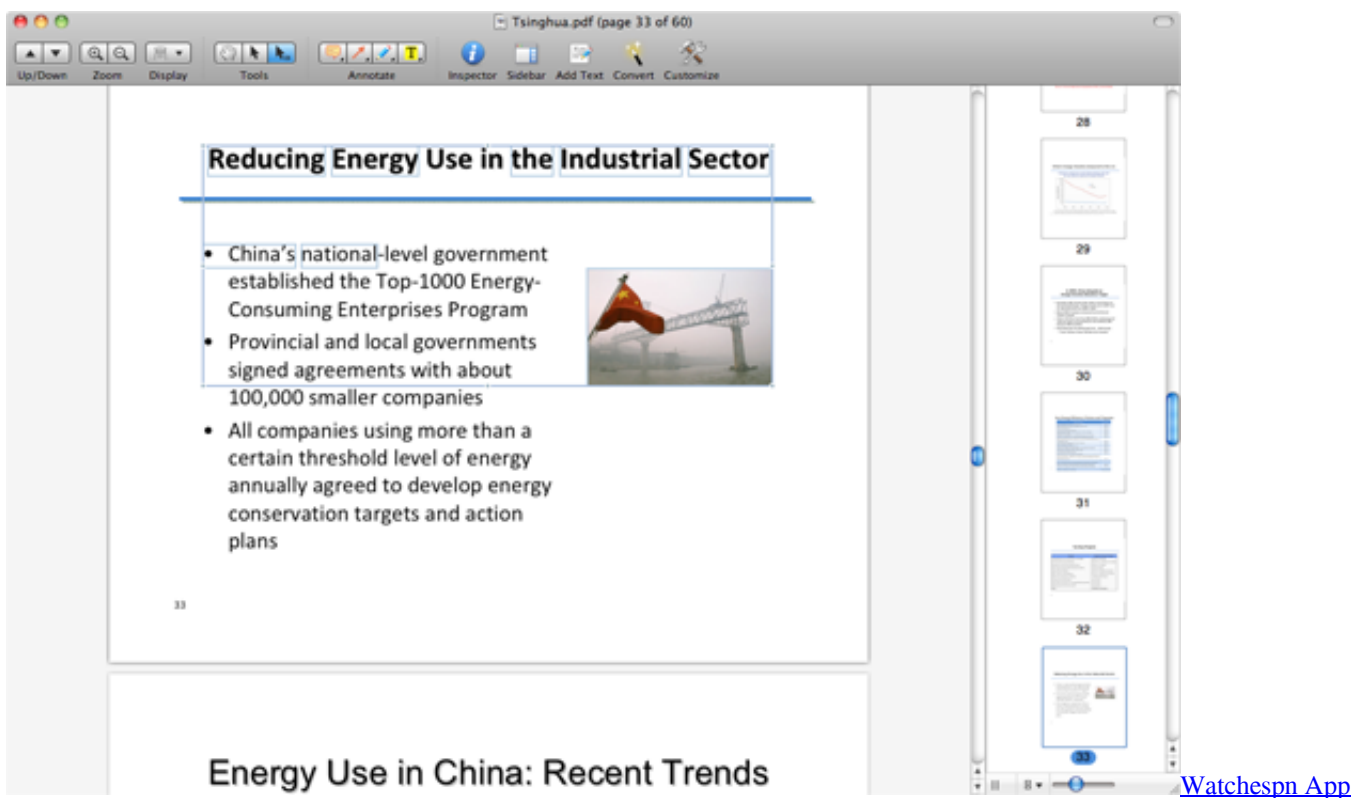 Tsinghua.pdf (page 33 of 60)
Up/Down Zoom Display Tools Annotate Inspector Sidebar Add Text Convert Customize
T
Reducing Energy Use in the Industrial Sector
• China's national-level government
established the Top-1000 Energy-
Consuming Enterprises Program
• Provincial and local governments
signed agreements with about
100,000 smaller companies
• All companies using more than a
certain threshold level of energy
annually agreed to develop energy
conservation targets and action
plans
33
Energy Use in China: Recent Trends
28
29
30
31
32
33
Watchespn App